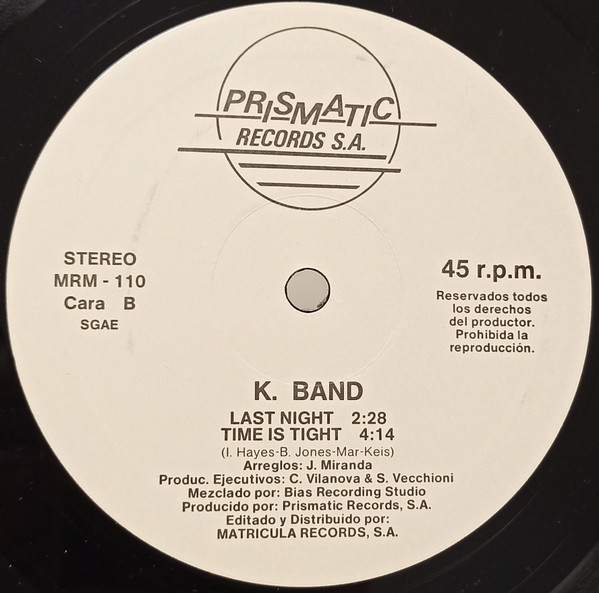 PRISMATIC
RECORDS S.A.
STEREO
MRM - 110
Cara B
SGAE
45 r.p.m.
Reservados todos
los derechos
del productor.
Prohibida la
reproducción.
K. BAND
LAST NIGHT 2:28
TIME IS TIGHT 4:14
(I. Hayes-B. Jones-Mar-Keis)
Arreglos: J. Miranda
Produc. Ejecutivos: C. Vilanova & S. Vecchioni
Mezclado por: Bias Recording Studio
Producido por: Prismatic Records, S.A.
Editado y Distribuido por:
MATRICULA RECORDS, S.A.